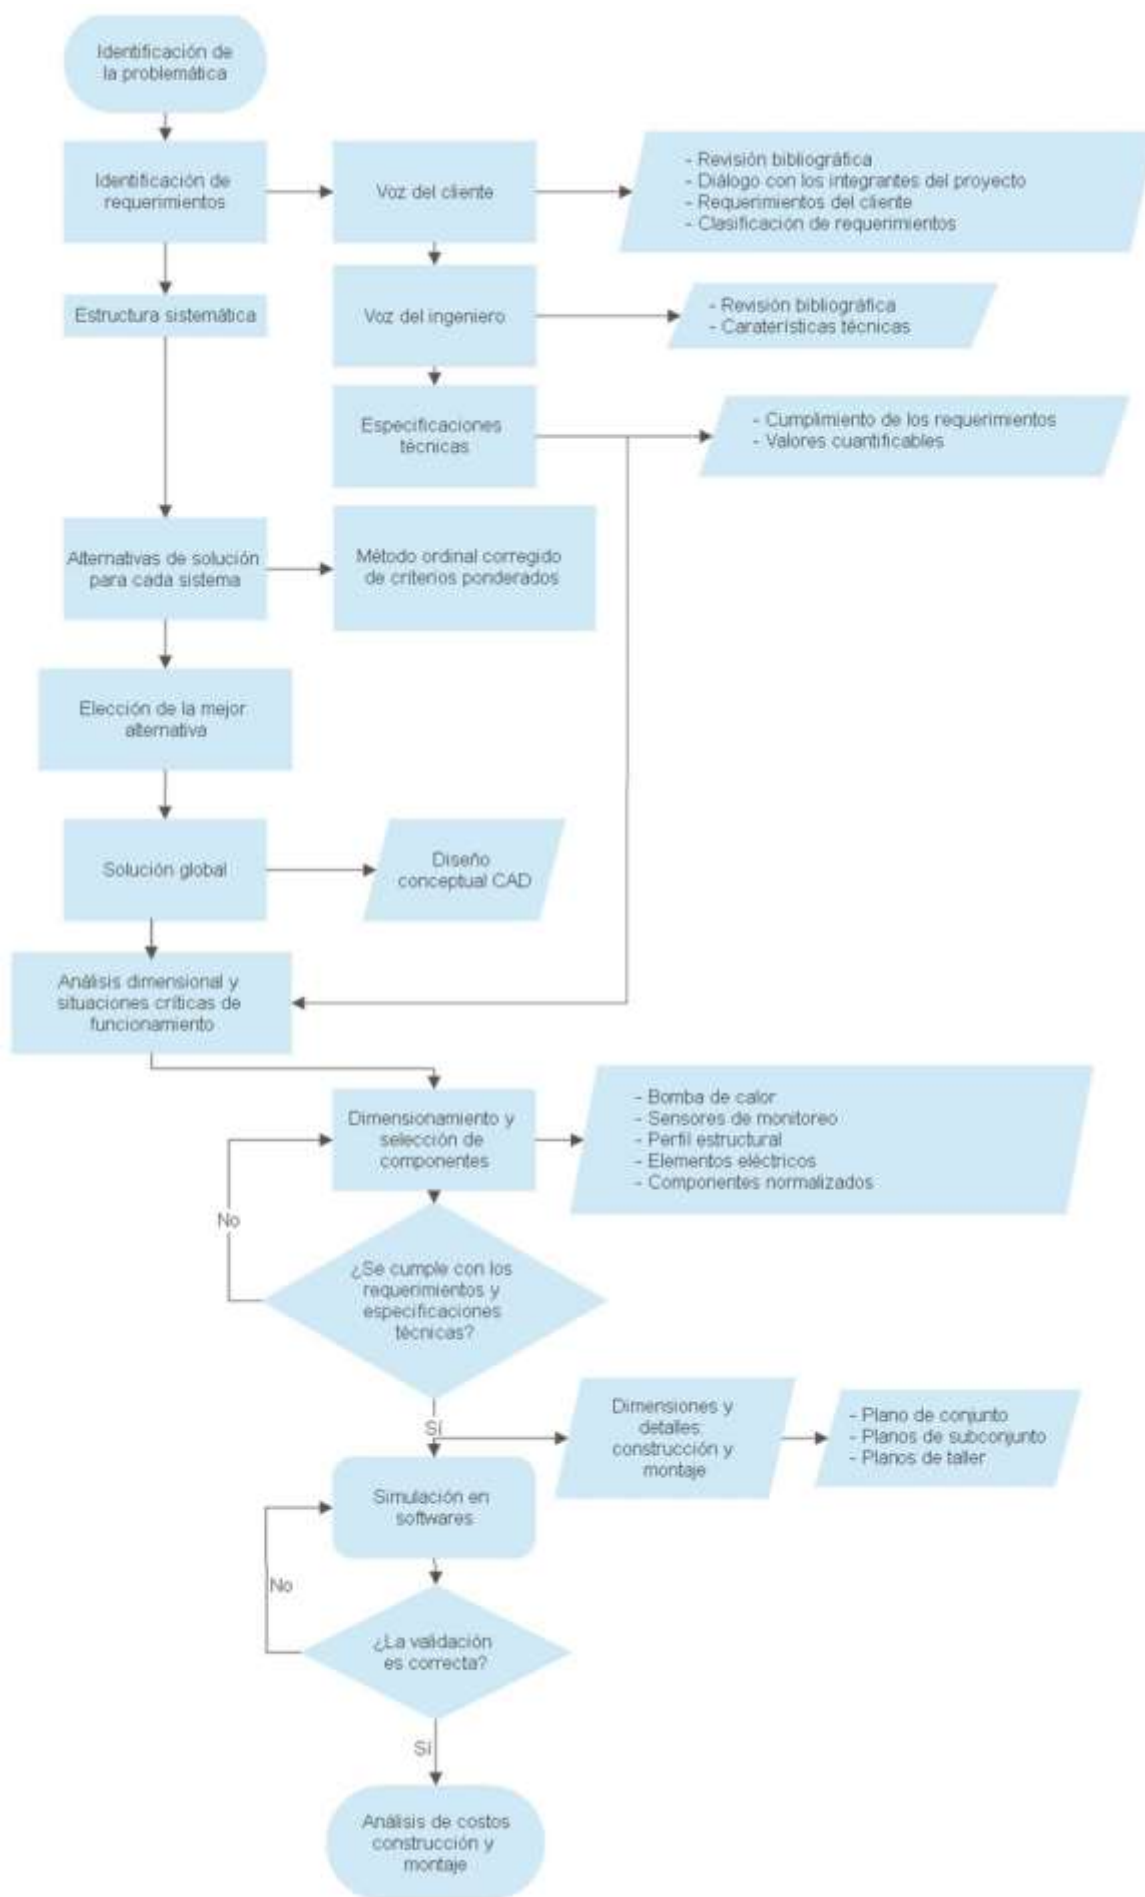 Identificación de
la problemática
Identificación de
requerimientos
Voz del cliente
- Revisión bibliográfica
- Diálogo con los integrantes del proyecto
- Requerimientos del cliente
- Clasificación de requerimientos
Estructura sistemática
Voz del ingeniero
- Revisión bibliográfica
- Caraterísticas técnicas
Especificaciones
técnicas
- Cumplimiento de los requerimientos
- Valores cuantificables
Alternativas de solución
para cada sistema
Método ordinal corregido
de criterios ponderados
Elección de la mejor
alternativa
Solución global
Diseño
conceptual CAD
Análisis dimensional y
situaciones críticas de
funcionamiento
Dimensionamiento y
selección de
componentes
- Bomba de calor
- Sensores de monitoreo
- Perfil estructural
- Elementos eléctricos
- Componentes normalizados
No
¿Se cumple con los
requerimientos y
especificaciones
técnicas?
Sí
Dimensiones y
detalles:
construcción y
montaje
- Plano de conjunto
- Planos de subconjunto
- Planos de taller
Simulación en
softwares
No
¿La validación
es correcta?
Sí
Análisis de costos
construcción y
montaje